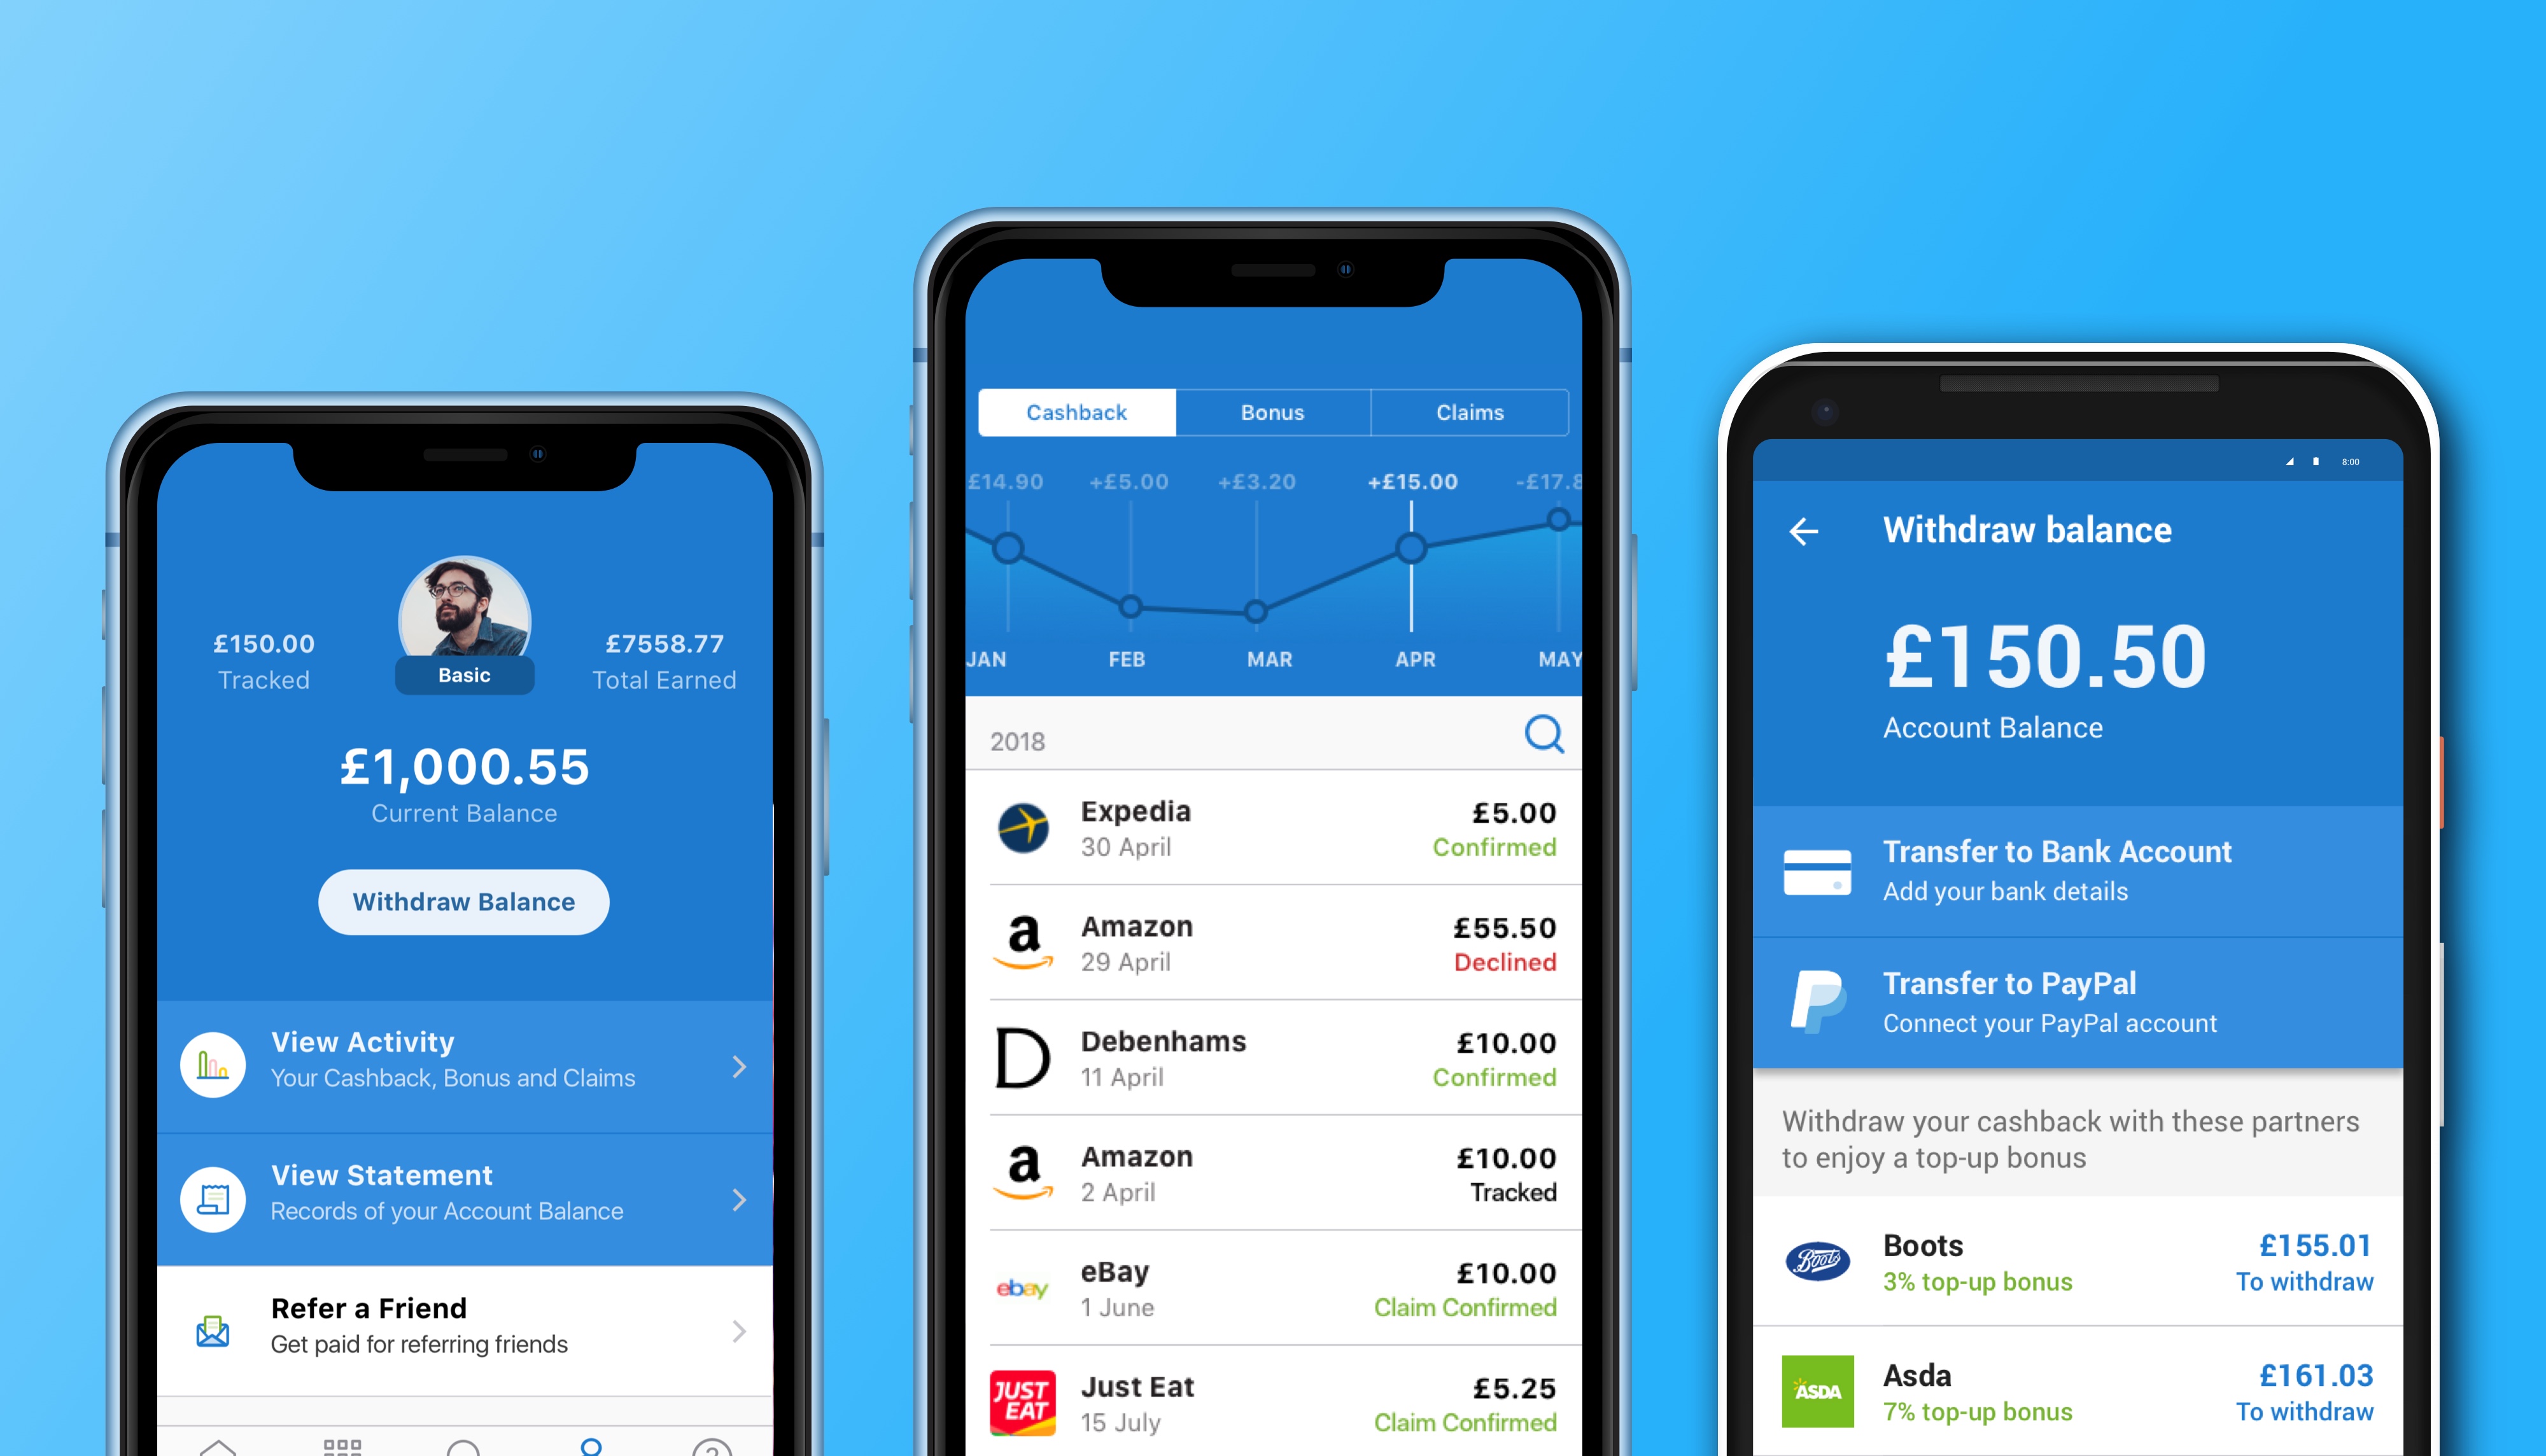 £150.00
Tracked
Basic
£7558.77
Total Earned
£1,000.55
Current Balance
Withdraw Balance
View Activity
Your Cashback, Bonus and Claims
View Statement
Records of your Account Balance
Refer a Friend
Get paid for referring friends
?
Cashback Bonus Claims
£14.90 +£5.00 +£3.20 +£15.00 -£17.8
JAN FEB MAR APR MAY
2018
Expedia £5.00
30 April Confirmed
a Amazon £55.50
29 April Declined
D Debenhams £10.00
11 April Confirmed
a Amazon £10.00
2 April Tracked
ebay eBay £10.00
1 June Claim Confirmed
JUST EAT Just Eat £5.25
15 July Claim Confirmed
8:00
Withdraw balance
£150.50
Account Balance
Transfer to Bank Account
Add your bank details
Transfer to PayPal
Connect your PayPal account
Withdraw your cashback with these partners
to enjoy a top-up bonus
Boots Boots £155.01
3% top-up bonus To withdraw
ASDA Asda £161.03
7% top-up bonus To withdraw